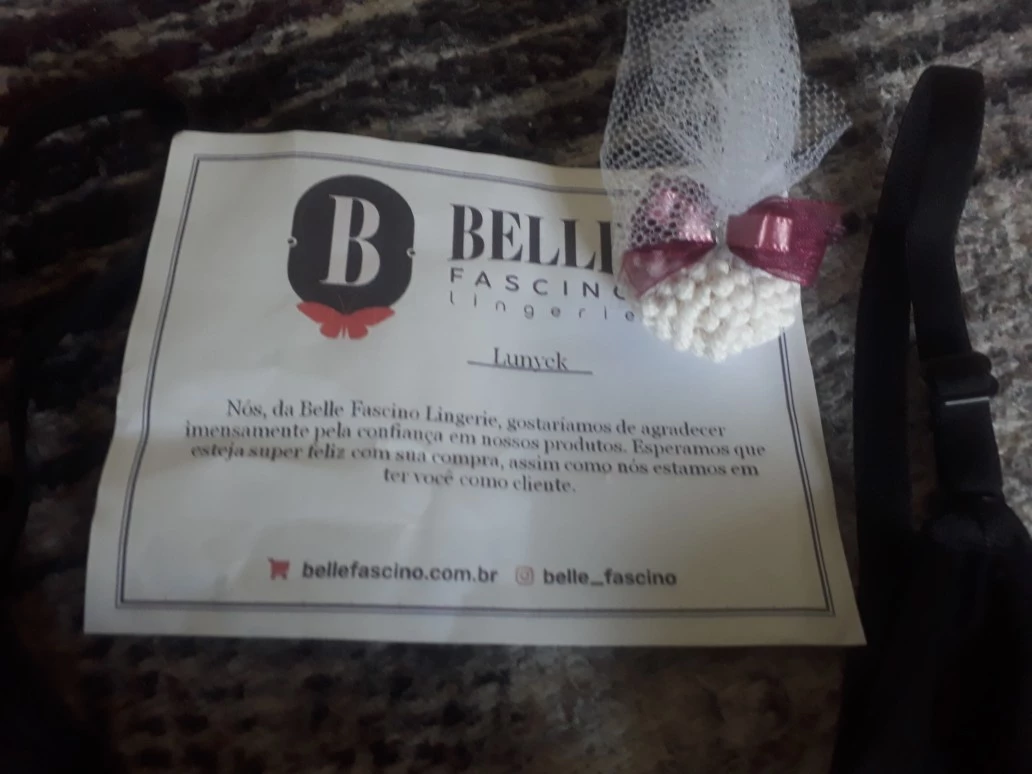 B
BELLE
FASCINO
lingerie
Lunyck
Nós, da Belle Fascino Lingerie, gostaríamos de agradecer
imensamente pela confiança em nossos produtos. Esperamos que
esteja super feliz com sua compra, assim como nós estamos em
ter você como cliente.
bellefascino.com.br belle_fascino